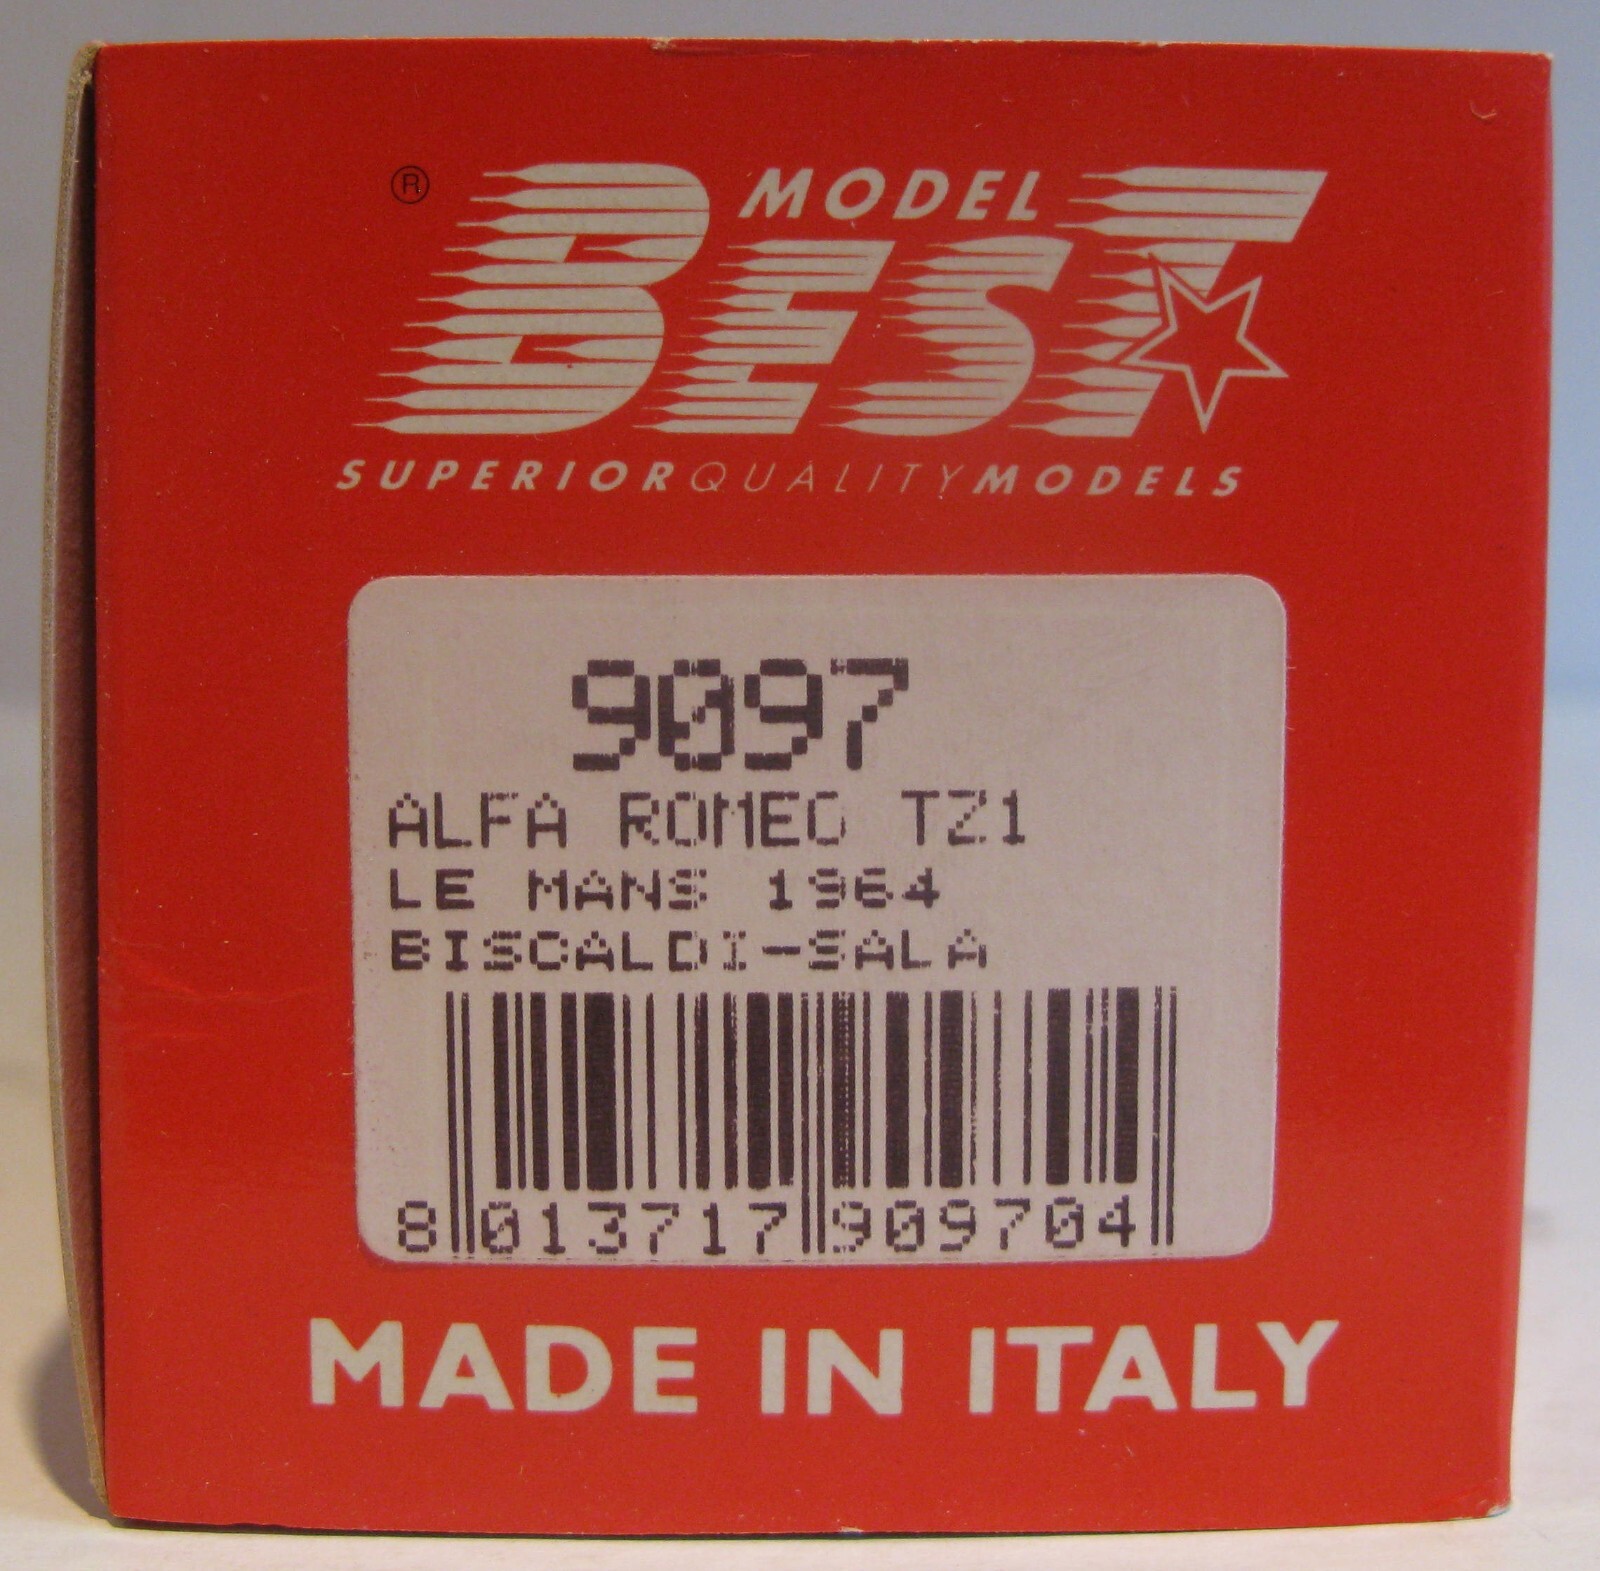 ®
MODEL
BEST
SUPERIORQUALITYMODELS
9097
ALFA ROMEO TZ1
LE MANS 1964
BISCALDI-SALA
8 013717 909704
MADE IN ITALY